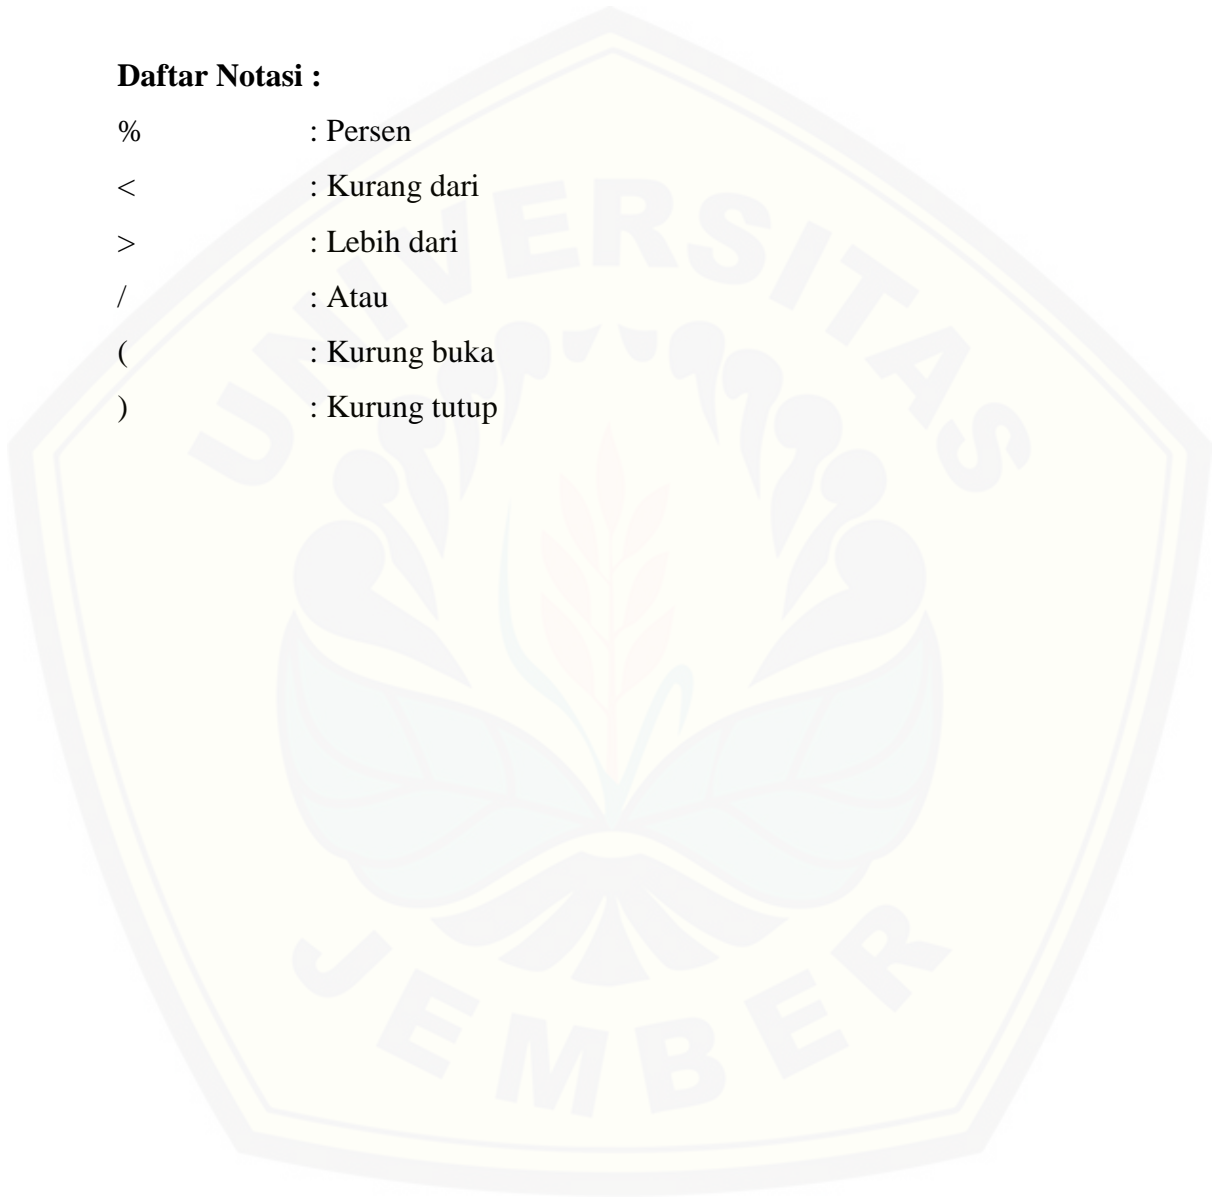 Daftar Notasi :
% : Persen
< : Kurang dari
> : Lebih dari
/ : Atau
( : Kurung buka
) : Kurung tutup
UNIVERSITAS
JEMBER